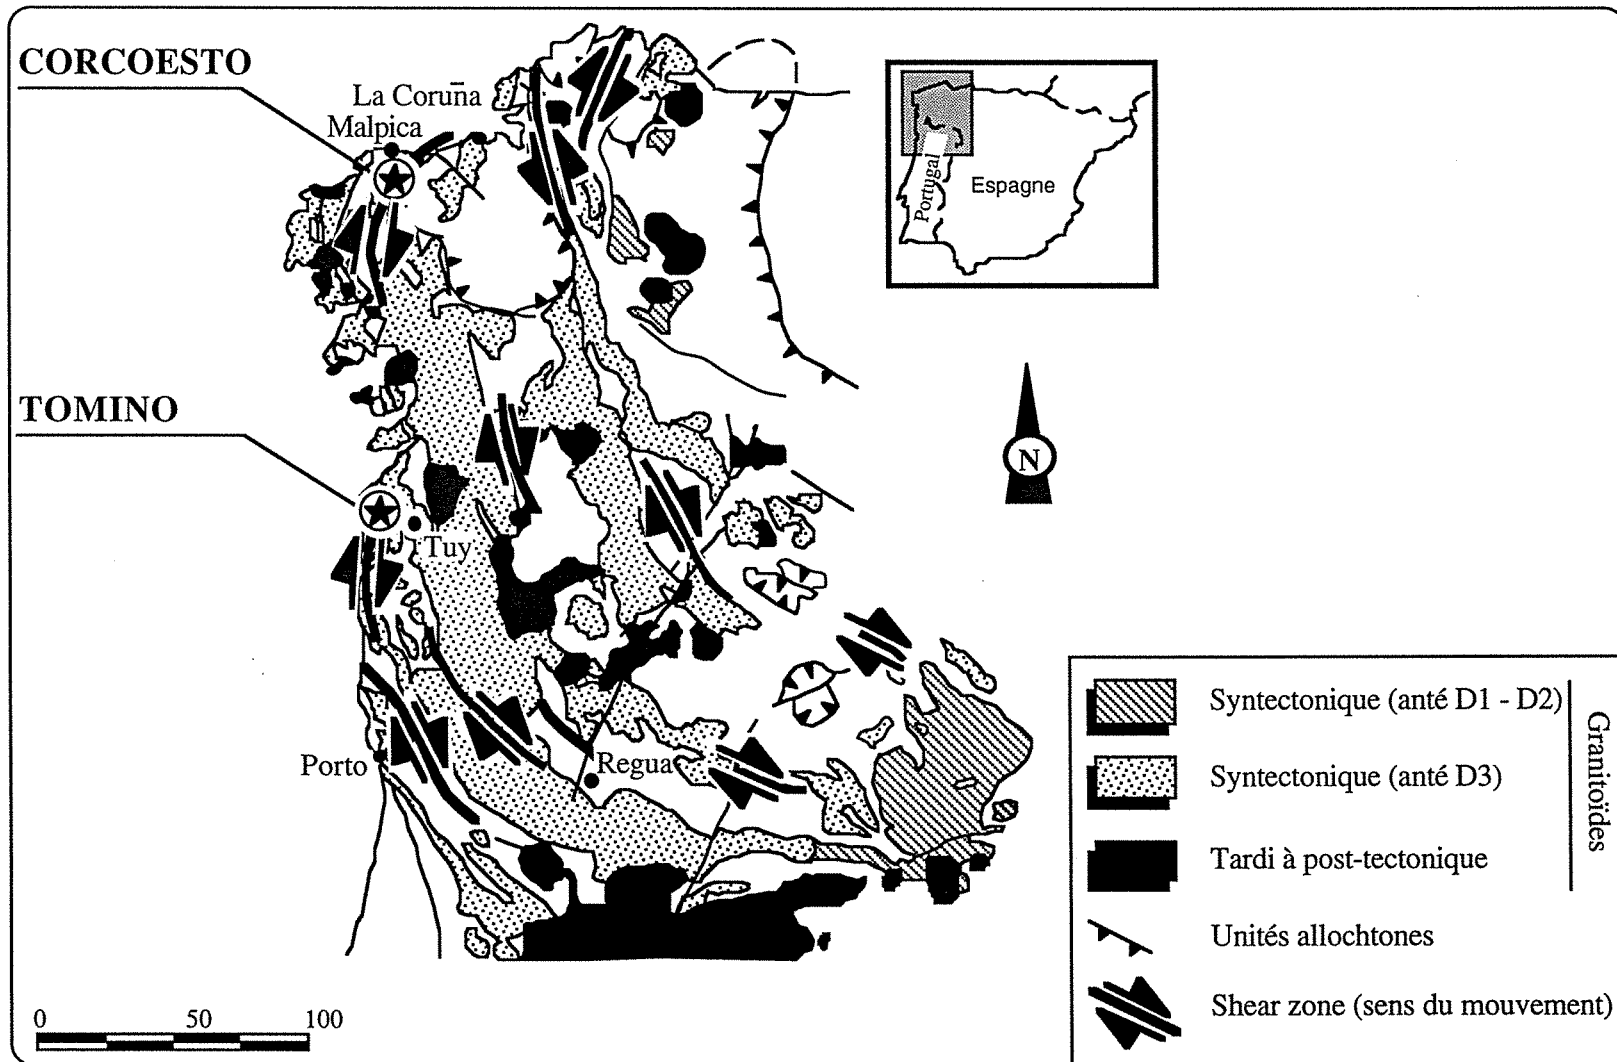 CORCOESTO
La Coruña
Malpica
TOMINO
Tuy
Porto
Regua
Portugal
Espagne
N
Syntectonique (anté D1 - D2)
Syntectonique (anté D3)
Tardi à post-tectonique
Granitoïdes
Unités allochtones
Shear zone (sens du mouvement)
0 50 100